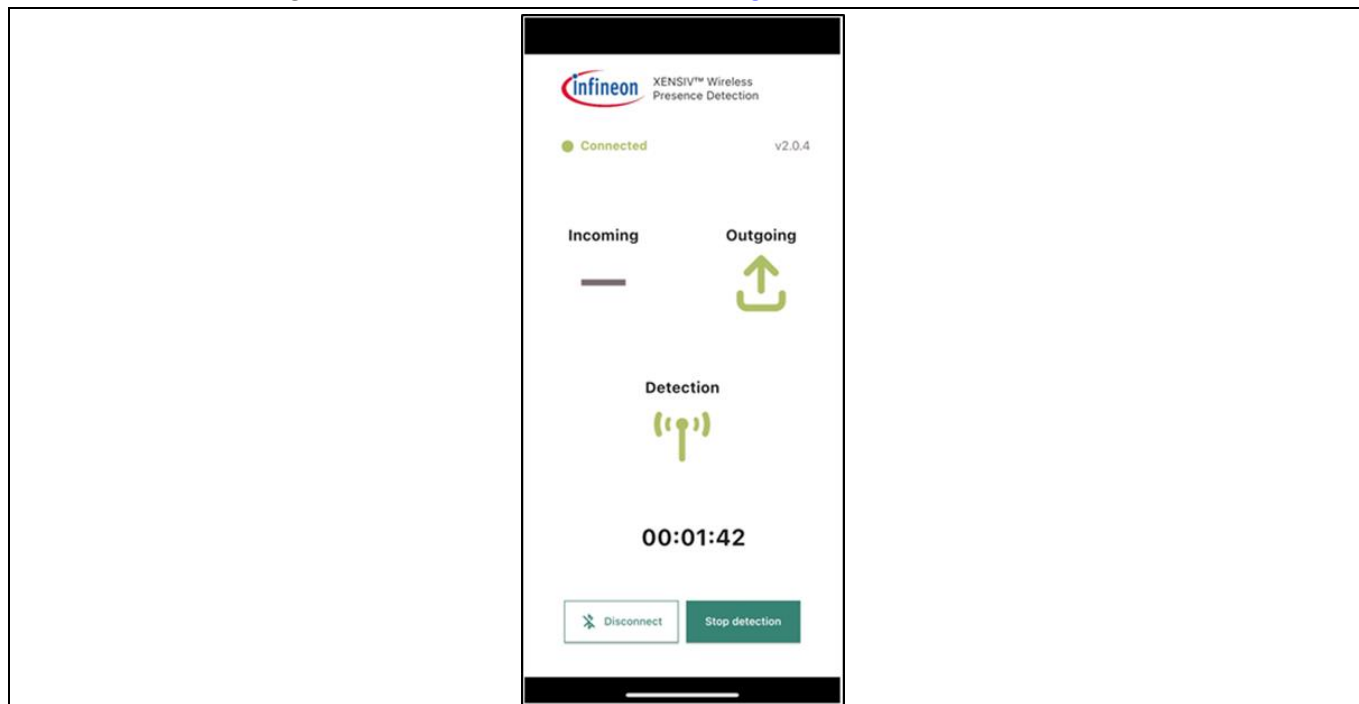 infineon
XENSIV™ Wireless
Presence Detection
Connected
v2.0.4
Incoming
Outgoing
Detection
00:01:42
Disconnect
Stop detection